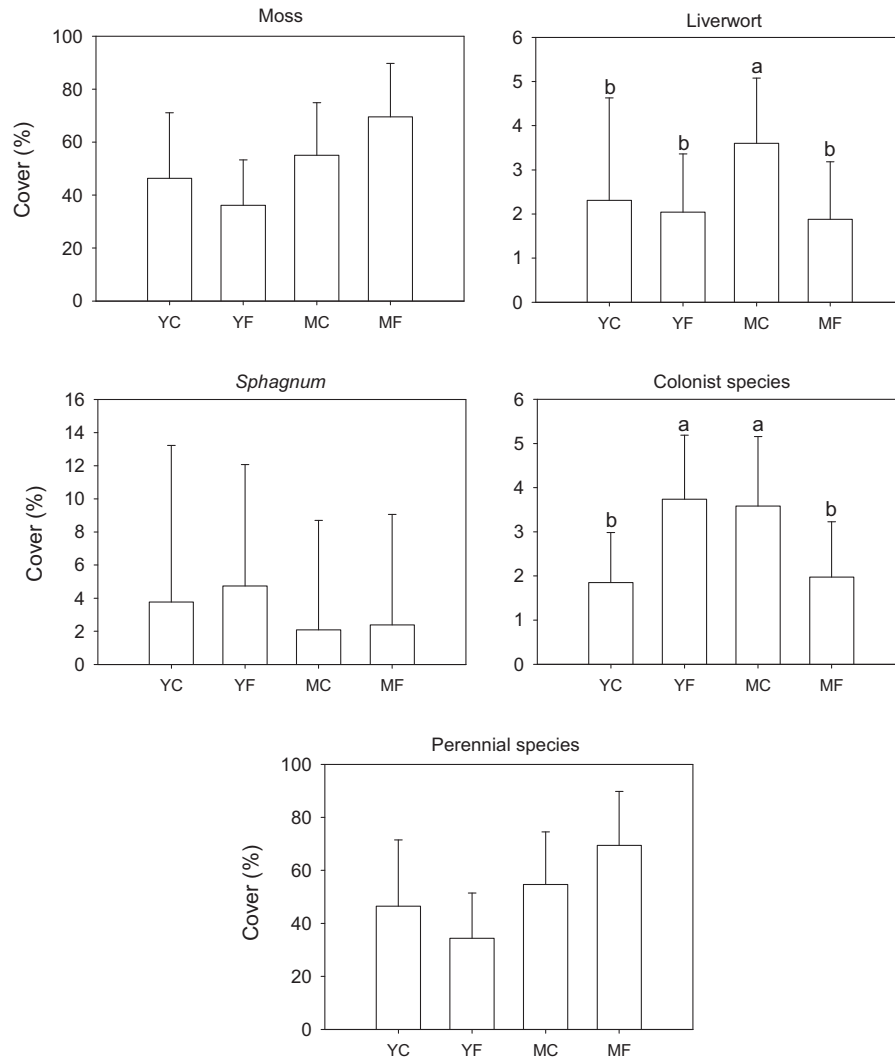 Moss
Cover (%)
100
80
60
40
20
0
YC YF MC MF
Liverwort
6
5
4
3
2
1
0
b b a b
YC YF MC MF
Sphagnum
Cover (%)
16
14
12
10
8
6
4
2
0
YC YF MC MF
Colonist species
6
5
4
3
2
1
0
b a a b
YC YF MC MF
Perennial species
Cover (%)
100
80
60
40
20
0
YC YF MC MF